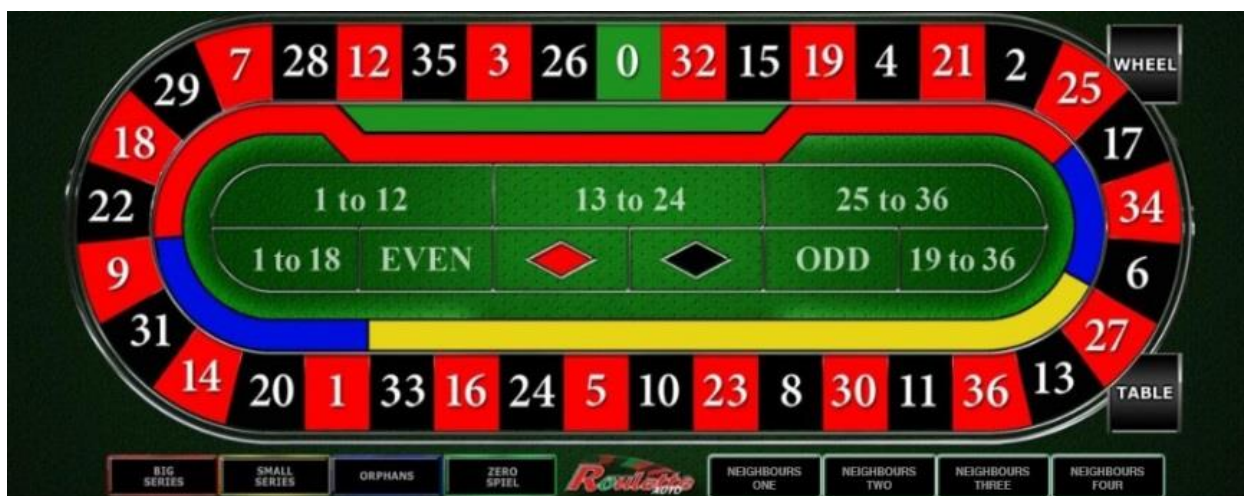 7 28 12 35 3 26 0 32 15 19 4 21 2
29 25
WHEEL
18 17
22 34
9 6
31 27
14 20 1 33 16 24 5 10 23 8 30 11 36 13
1 to 12 13 to 24 25 to 36
1 to 18 EVEN ODD 19 to 36
TABLE
BIG
SERIES
SMALL
SERIES
ORPHANS
ZERO
SPIEL
Roulette
AUTO
NEIGHBOURS
ONE
NEIGHBOURS
TWO
NEIGHBOURS
THREE
NEIGHBOURS
FOUR